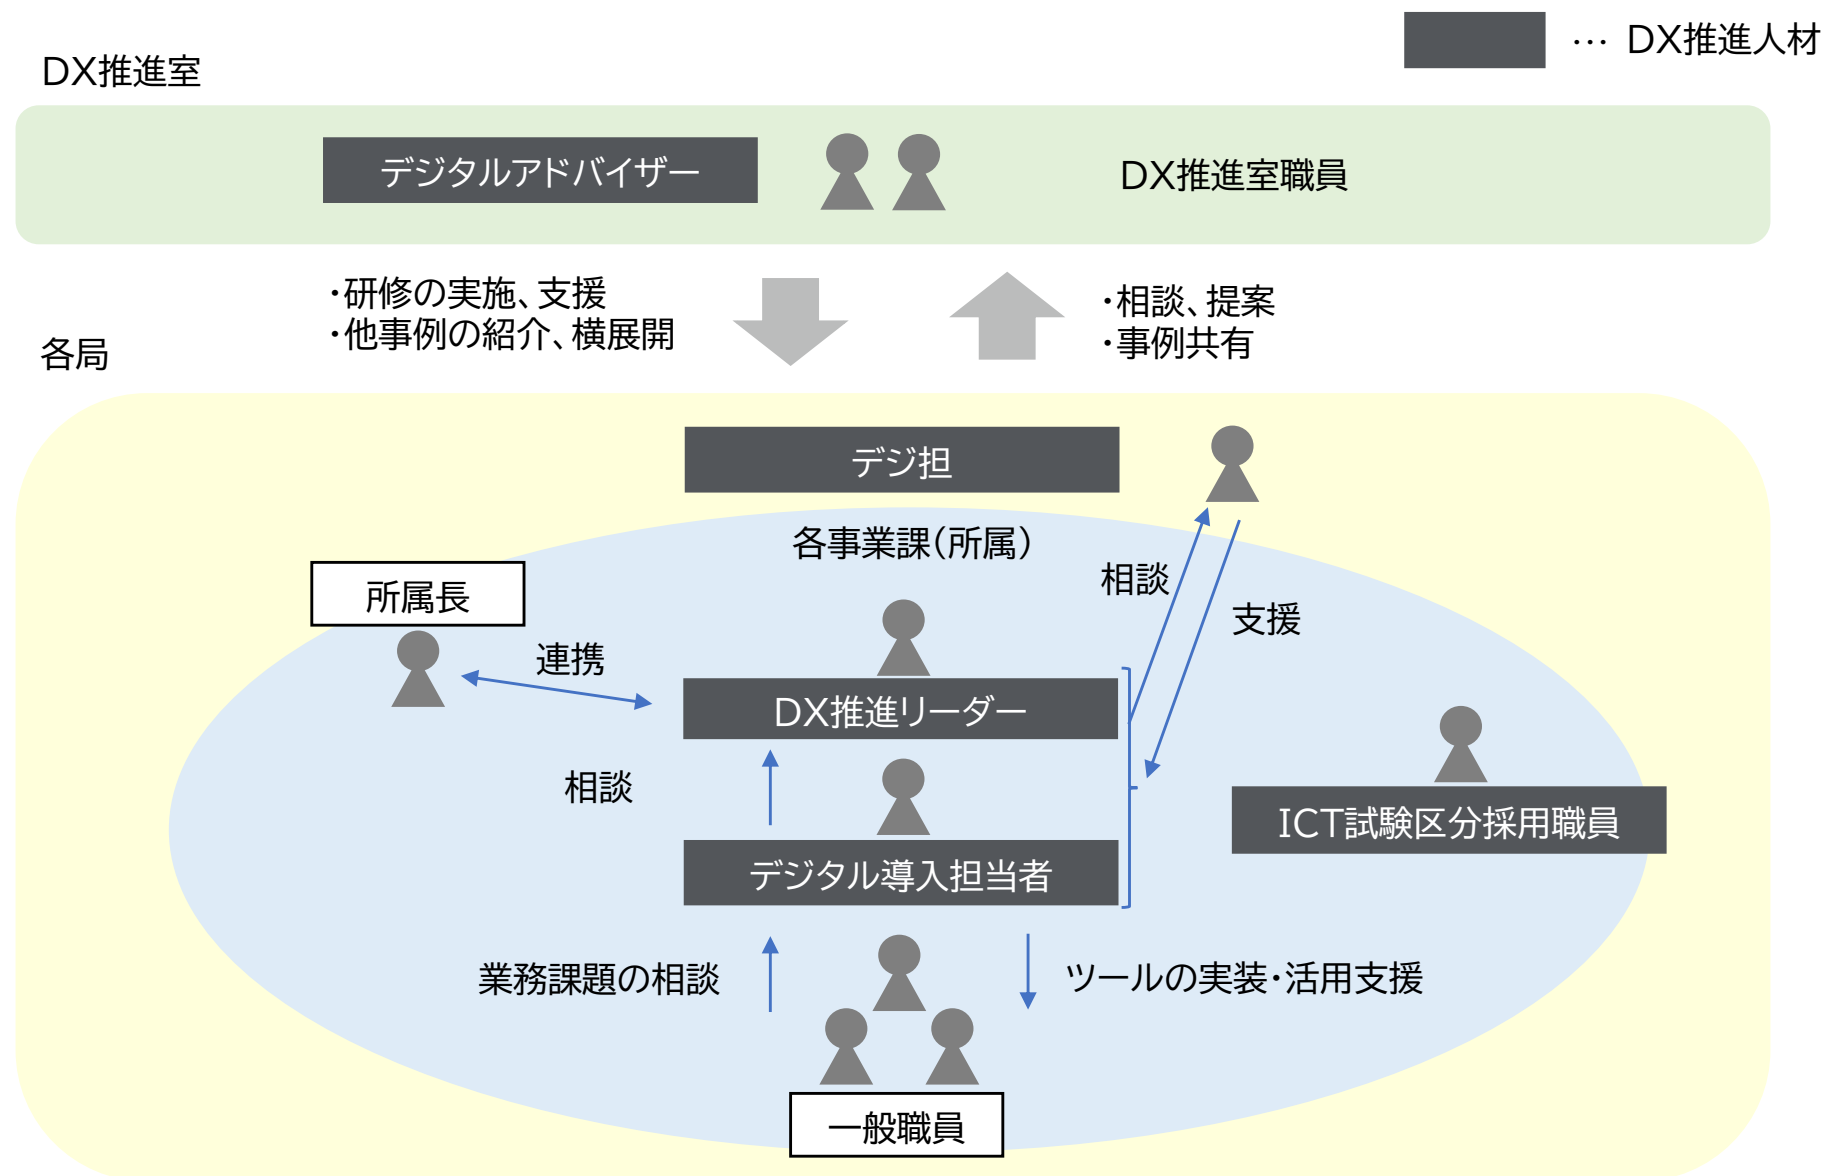 … DX推進人材
DX推進室
デジタルアドバイザー
DX推進室職員
・研修の実施、支援
・他事例の紹介、横展開
・相談、提案
・事例共有
各局
デジ担
各事業課(所属)
所属長
相談
支援
連携
DX推進リーダー
相談
ICT試験区分採用職員
デジタル導入担当者
業務課題の相談
ツールの実装・活用支援
一般職員